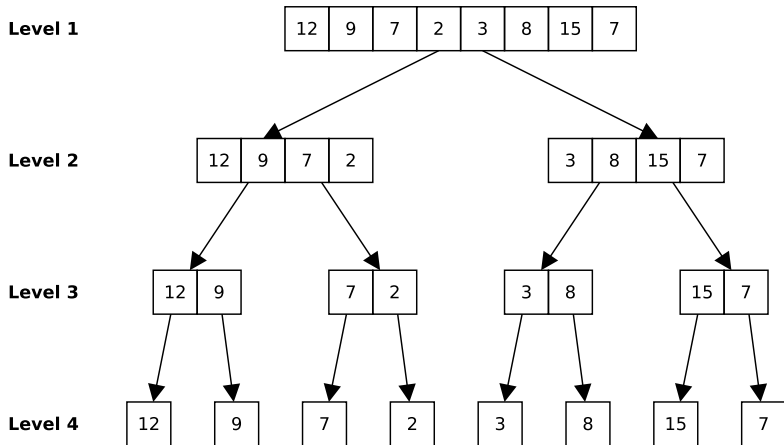 Level 1 12 9 7 2 3 8 15 7
Level 2 12 9 7 2 3 8 15 7
Level 3 12 9 7 2 3 8 15 7
Level 4 12 9 7 2 3 8 15 7